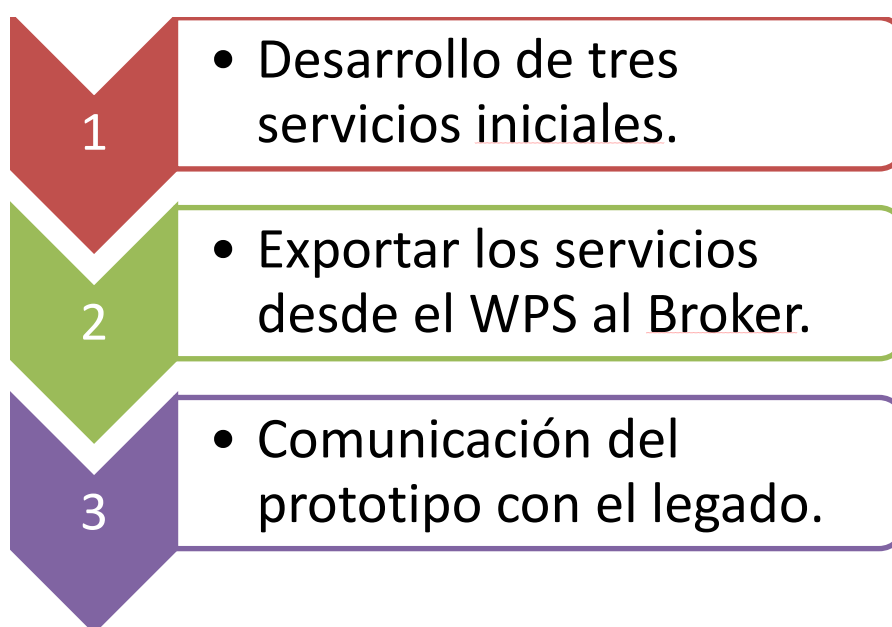 1
• Desarrollo de tres
servicios iniciales.
2
• Exportar los servicios
desde el WPS al Broker.
3
• Comunicación del
prototipo con el legado.